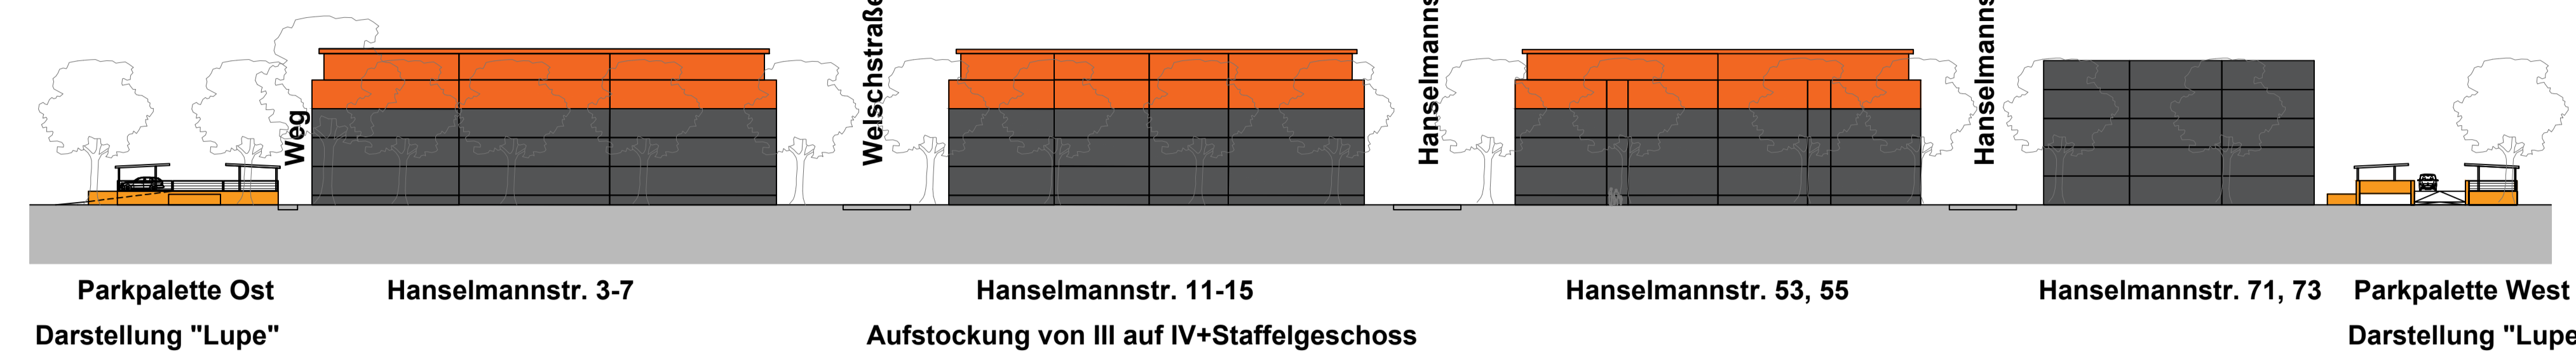 Weg
Welschstraße
Hanselmanns
Hanselmanns
Parkpalette Ost
Hanselmannstr. 3-7
Hanselmannstr. 11-15
Hanselmannstr. 53, 55
Hanselmannstr. 71, 73
Parkpalette West
Darstellung "Lupe"
Aufstockung von III auf IV+Staffelgeschoss
Darstellung "Lupe